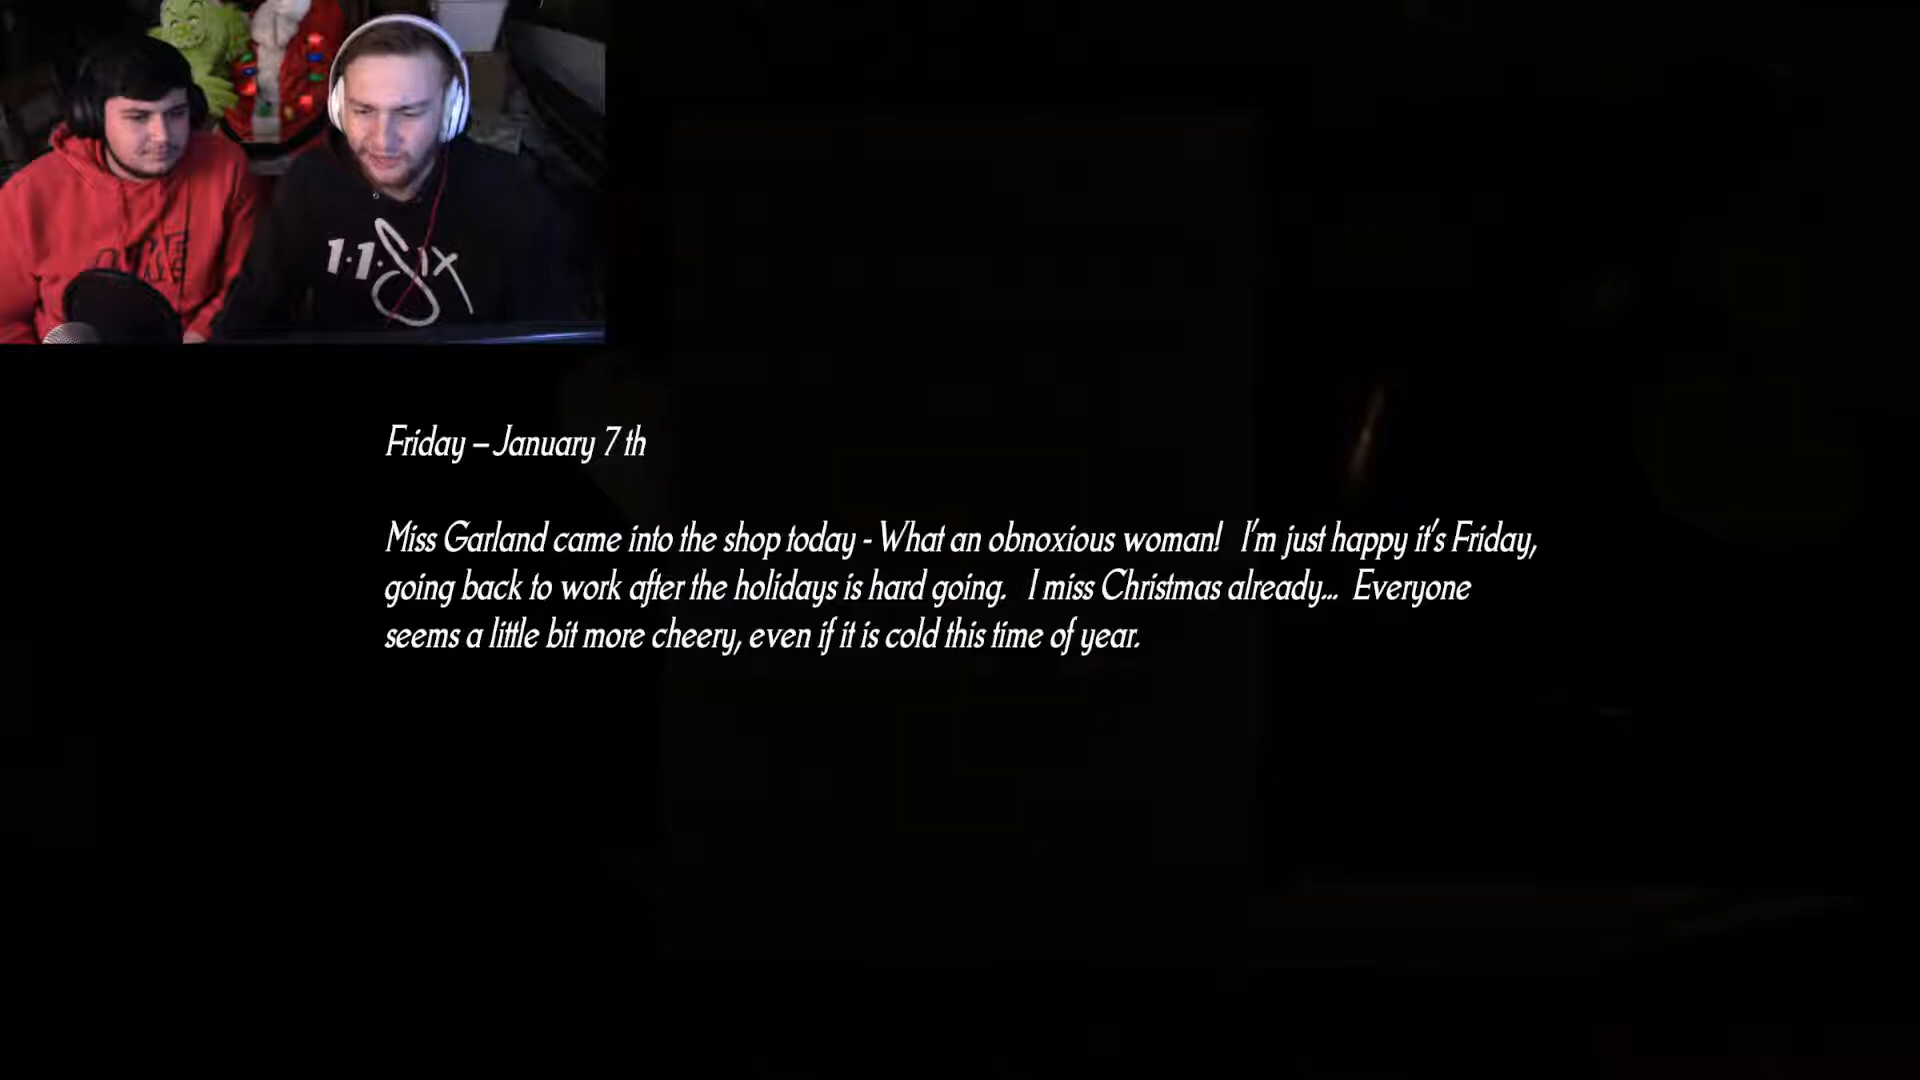 1·1·Six
Friday – January 7 th
Miss Garland came into the shop today - What an obnoxious woman! I'm just happy it's Friday,
going back to work after the holidays is hard going. I miss Christmas already... Everyone
seems a little bit more cheery, even if it is cold this time of year.